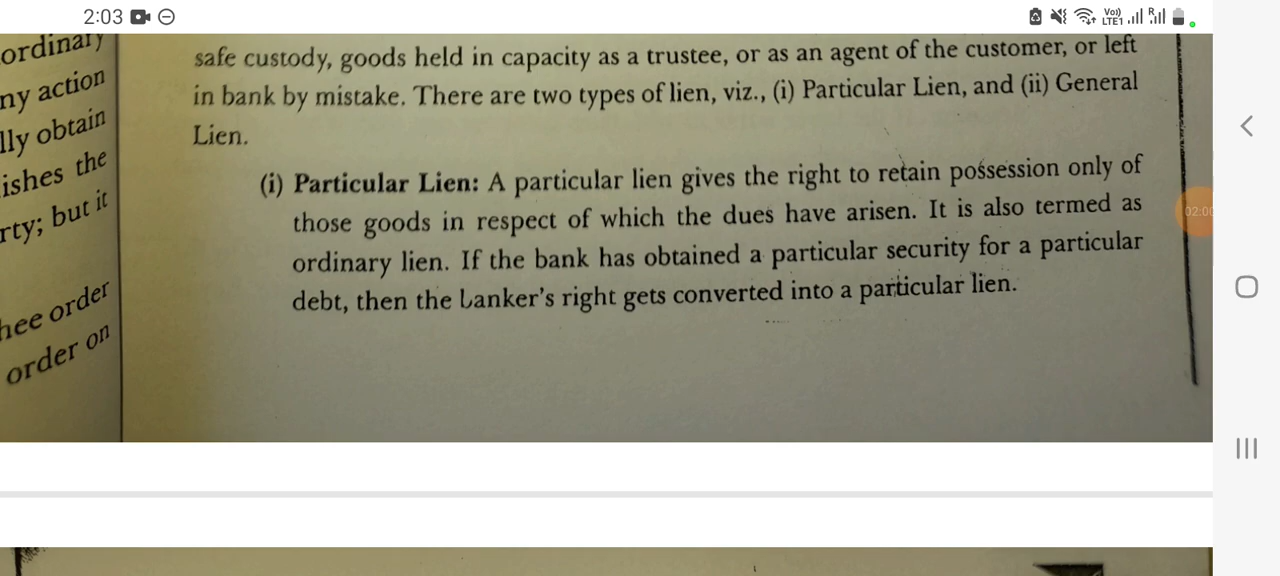 2:03
Vo)) R
LTE1
ordinary
ny action
lly obtain
ishes the
rty; but it
hee order
order on
safe custody, goods held in capacity as a trustee, or as an agent of the customer, or left
in bank by mistake. There are two types of lien, viz., (i) Particular Lien, and (ii) General
Lien.
(i) Particular Lien: A particular lien gives the right to retain possession only of
those goods in respect of which the dues have arisen. It is also termed as
ordinary lien. If the bank has obtained a particular security for a particular
debt, then the Lanker's right gets converted into a particular lien.